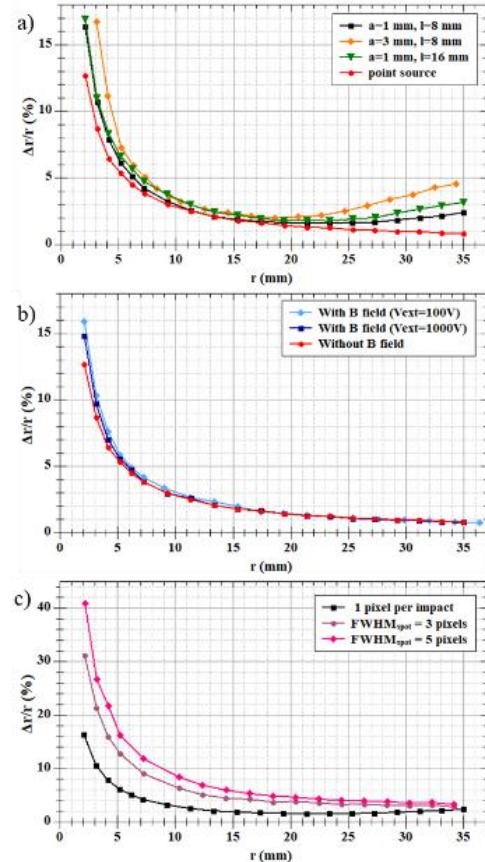 a)
a=1 mm, l=8 mm
a=3 mm, l=8 mm
a=1 mm, l=16 mm
point source
Δr/r (%)
15
10
5
0
0 5 10 15 20 25 30 35
r (mm)
b)
With B field (Vext=100V)
With B field (Vext=1000V)
Without B field
Δr/r (%)
15
10
5
0
0 5 10 15 20 25 30 35
r (mm)
c)
1 pixel per impact
FWHMspot = 3 pixels
FWHMspot = 5 pixels
Δr/r (%)
40
30
20
10
0
0 5 10 15 20 25 30 35
r (mm)